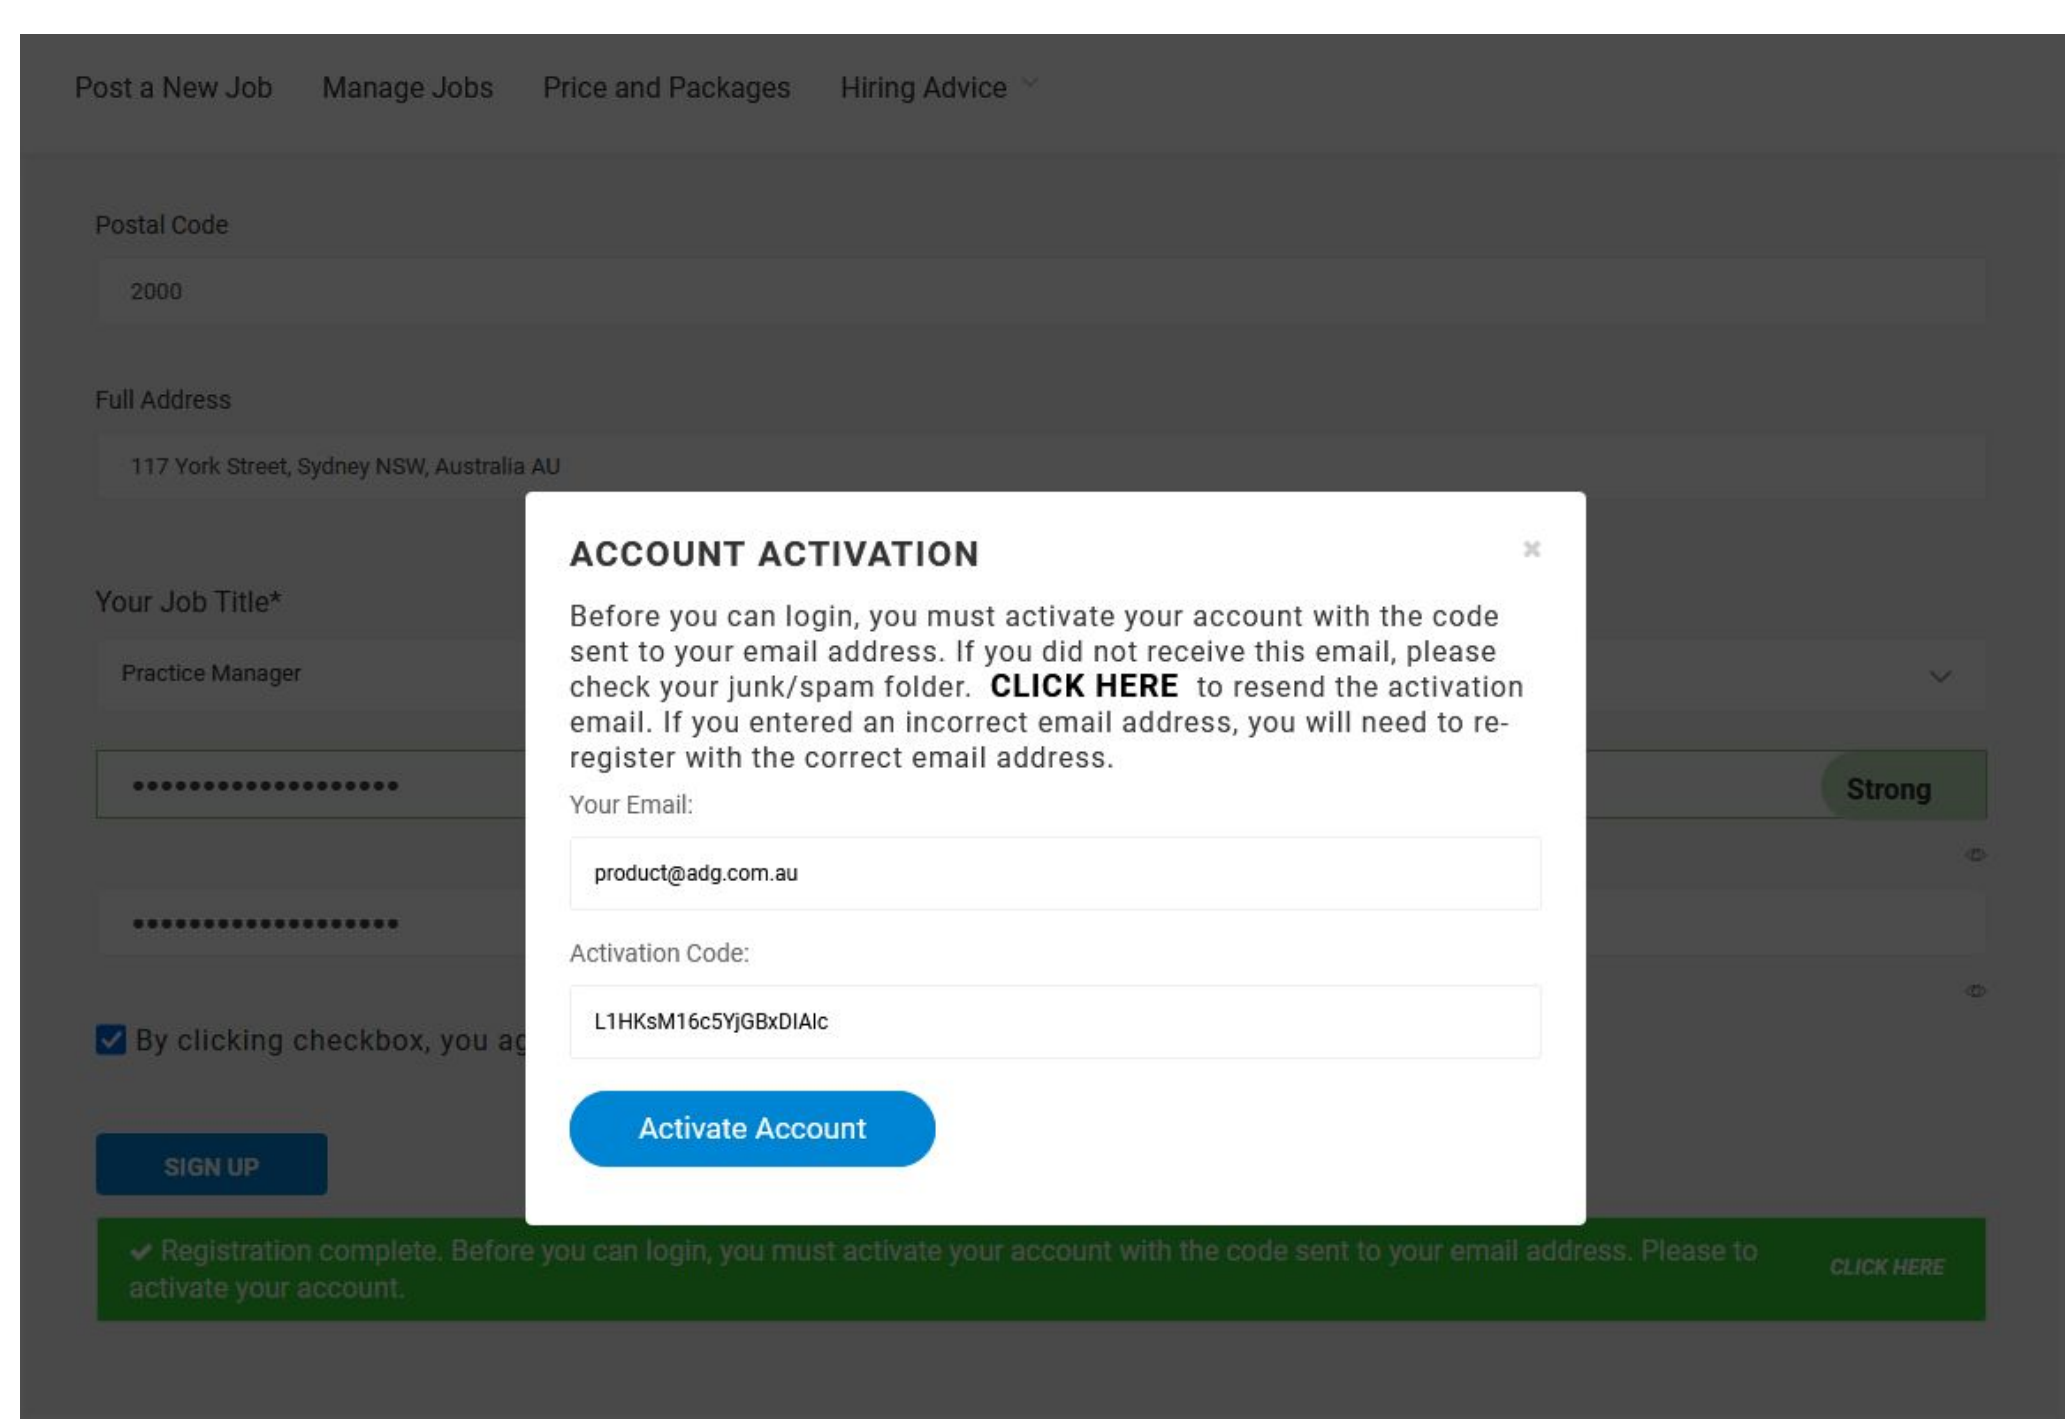 Post a New Job Manage Jobs Price and Packages Hiring Advice
Postal Code
2000
Full Address
117 York Street, Sydney NSW, Australia AU
ACCOUNT ACTIVATION
Before you can login, you must activate your account with the code
sent to your email address. If you did not receive this email, please
check your junk/spam folder. CLICK HERE to resend the activation
email. If you entered an incorrect email address, you will need to re-
register with the correct email address.
Your Email:
product@adg.com.au
Activation Code:
Activate Account
Your Job Title*
Practice Manager
•••••••••••••••••••
Strong
•••••••••••••••••••
By clicking checkbox, you
SIGN UP
Registration complete. Before you can login, you must activate your account with the code sent to your email address. Please to
activate your account.
CLICK HERE